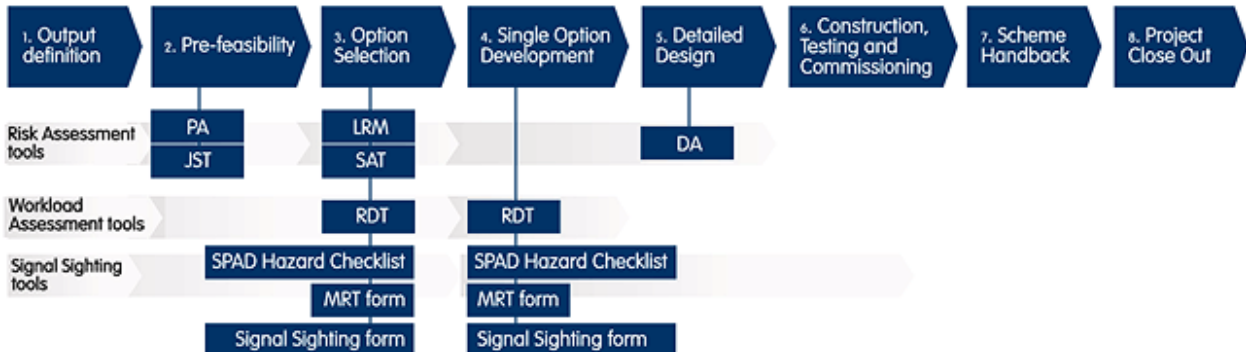 1. Output
definition
2. Pre-feasibility
3. Option
Selection
4. Single Option
Development
5. Detailed
Design
6. Construction,
Testing and
Commissioning
7. Scheme
Handback
8. Project
Close Out
Risk Assessment
tools
PA
JST
LRM
SAT
DA
Workload
Assessment tools
RDT
RDT
Signal Sighting
tools
SPAD Hazard Checklist
SPAD Hazard Checklist
MRT form
MRT form
Signal Sighting form
Signal Sighting form